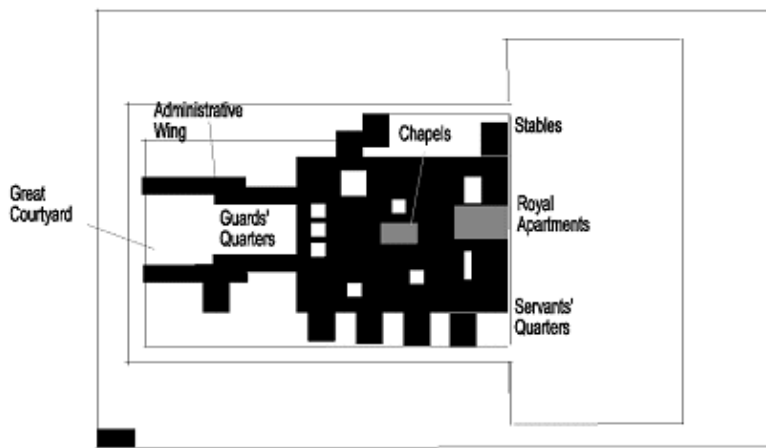 Administrative
Wing
Chapels
Stables
Great
Courtyard
Guards'
Quarters
Royal
Apartments
Servants'
Quarters